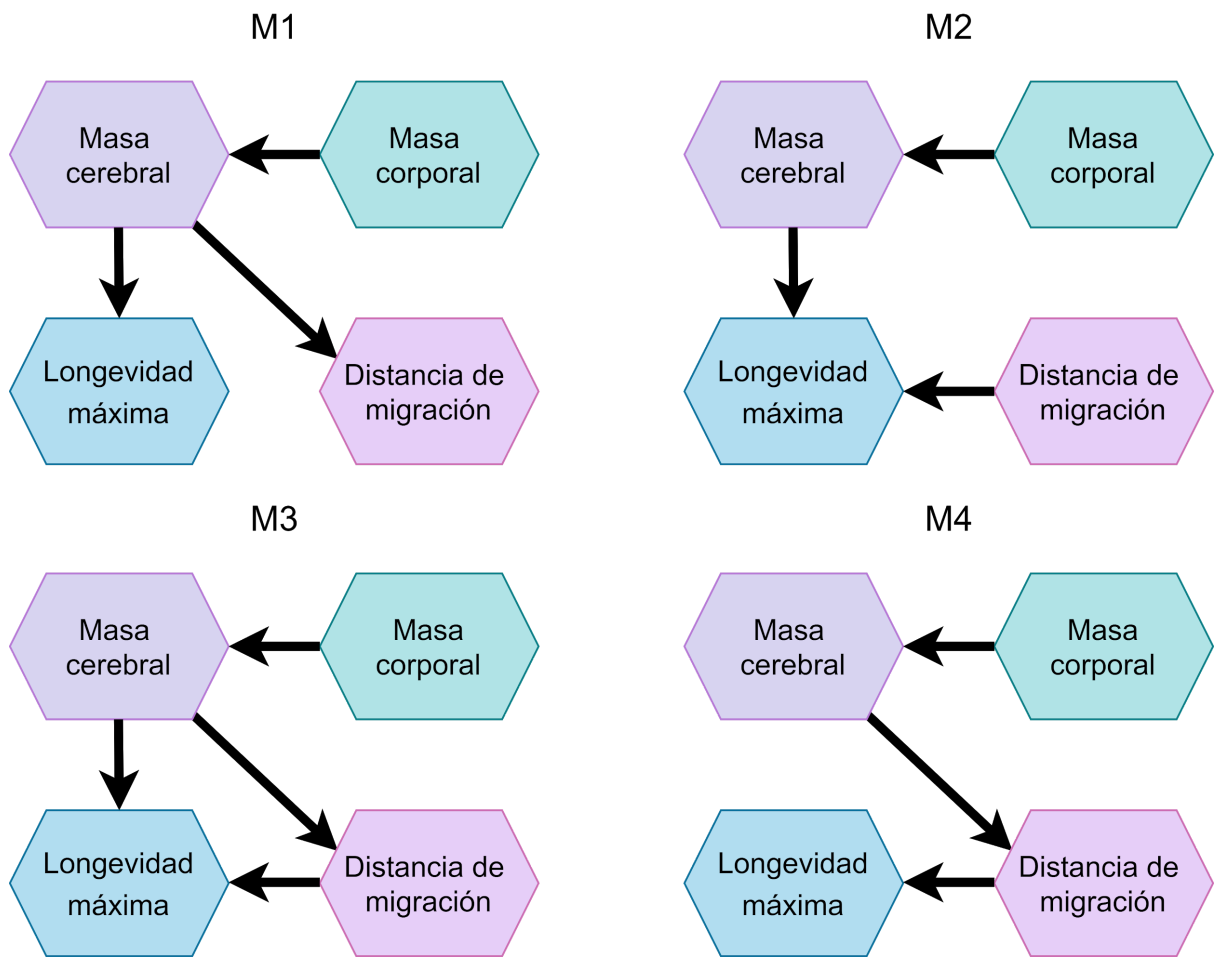 M1
Masa
cerebral
Masa
corporal
Longevidad
máxima
Distancia de
migración
M2
Masa
cerebral
Masa
corporal
Longevidad
máxima
Distancia de
migración
M3
Masa
cerebral
Masa
corporal
Longevidad
máxima
Distancia de
migración
M4
Masa
cerebral
Masa
corporal
Longevidad
máxima
Distancia de
migración